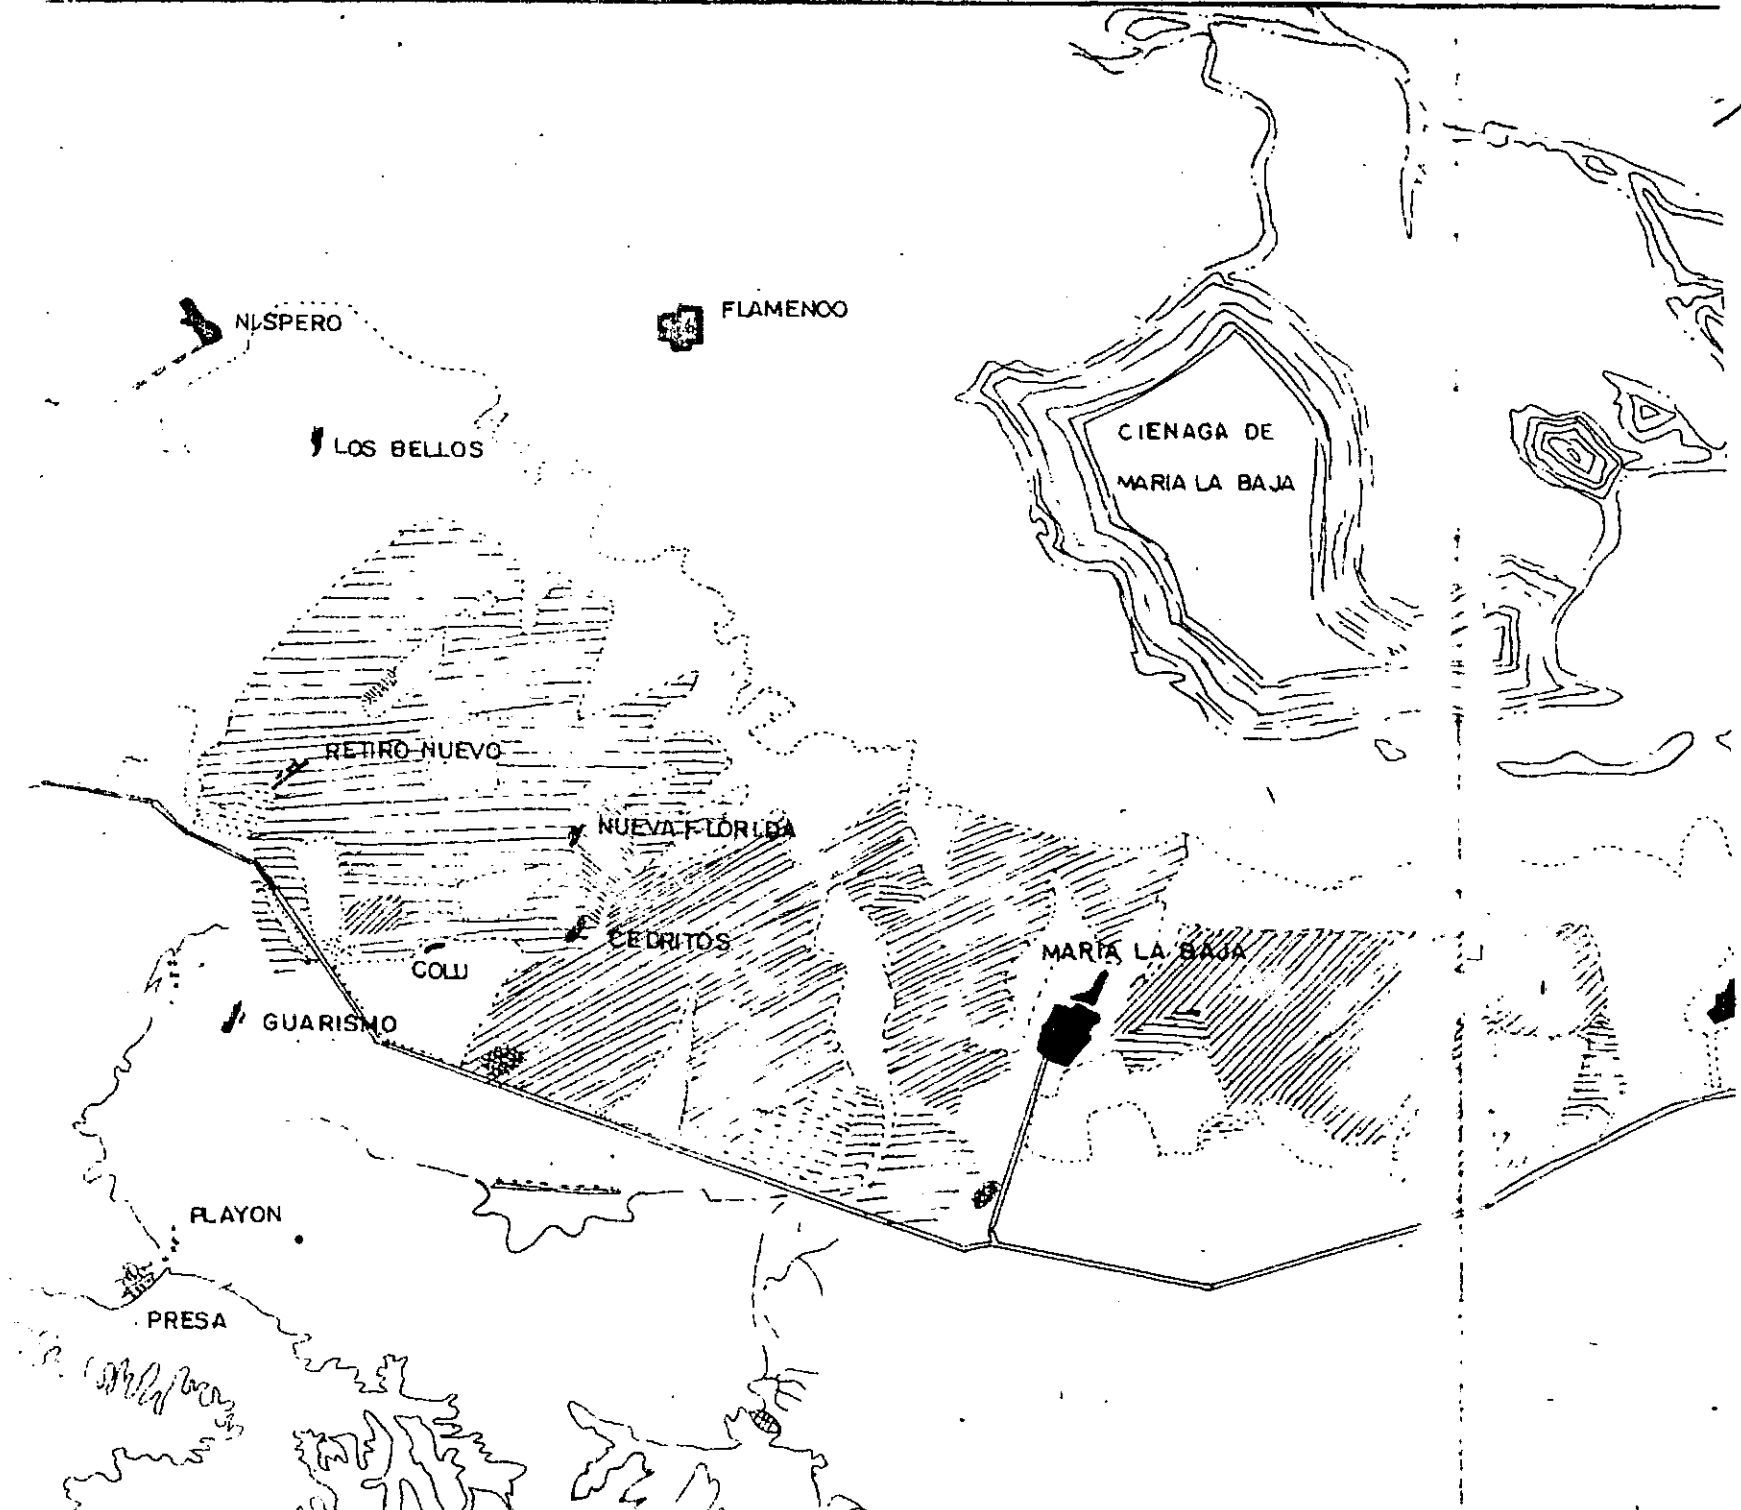 NISPERO
FLAMENCO
LOS BELLOS
CIENAGA DE
MARIA LA BAJA
RETIRO NUEVO
NUEVA FLORIDA
CEDRITOS
MARIA LA BAJA
COLU
GUARISMO
PLAYON
PRESA